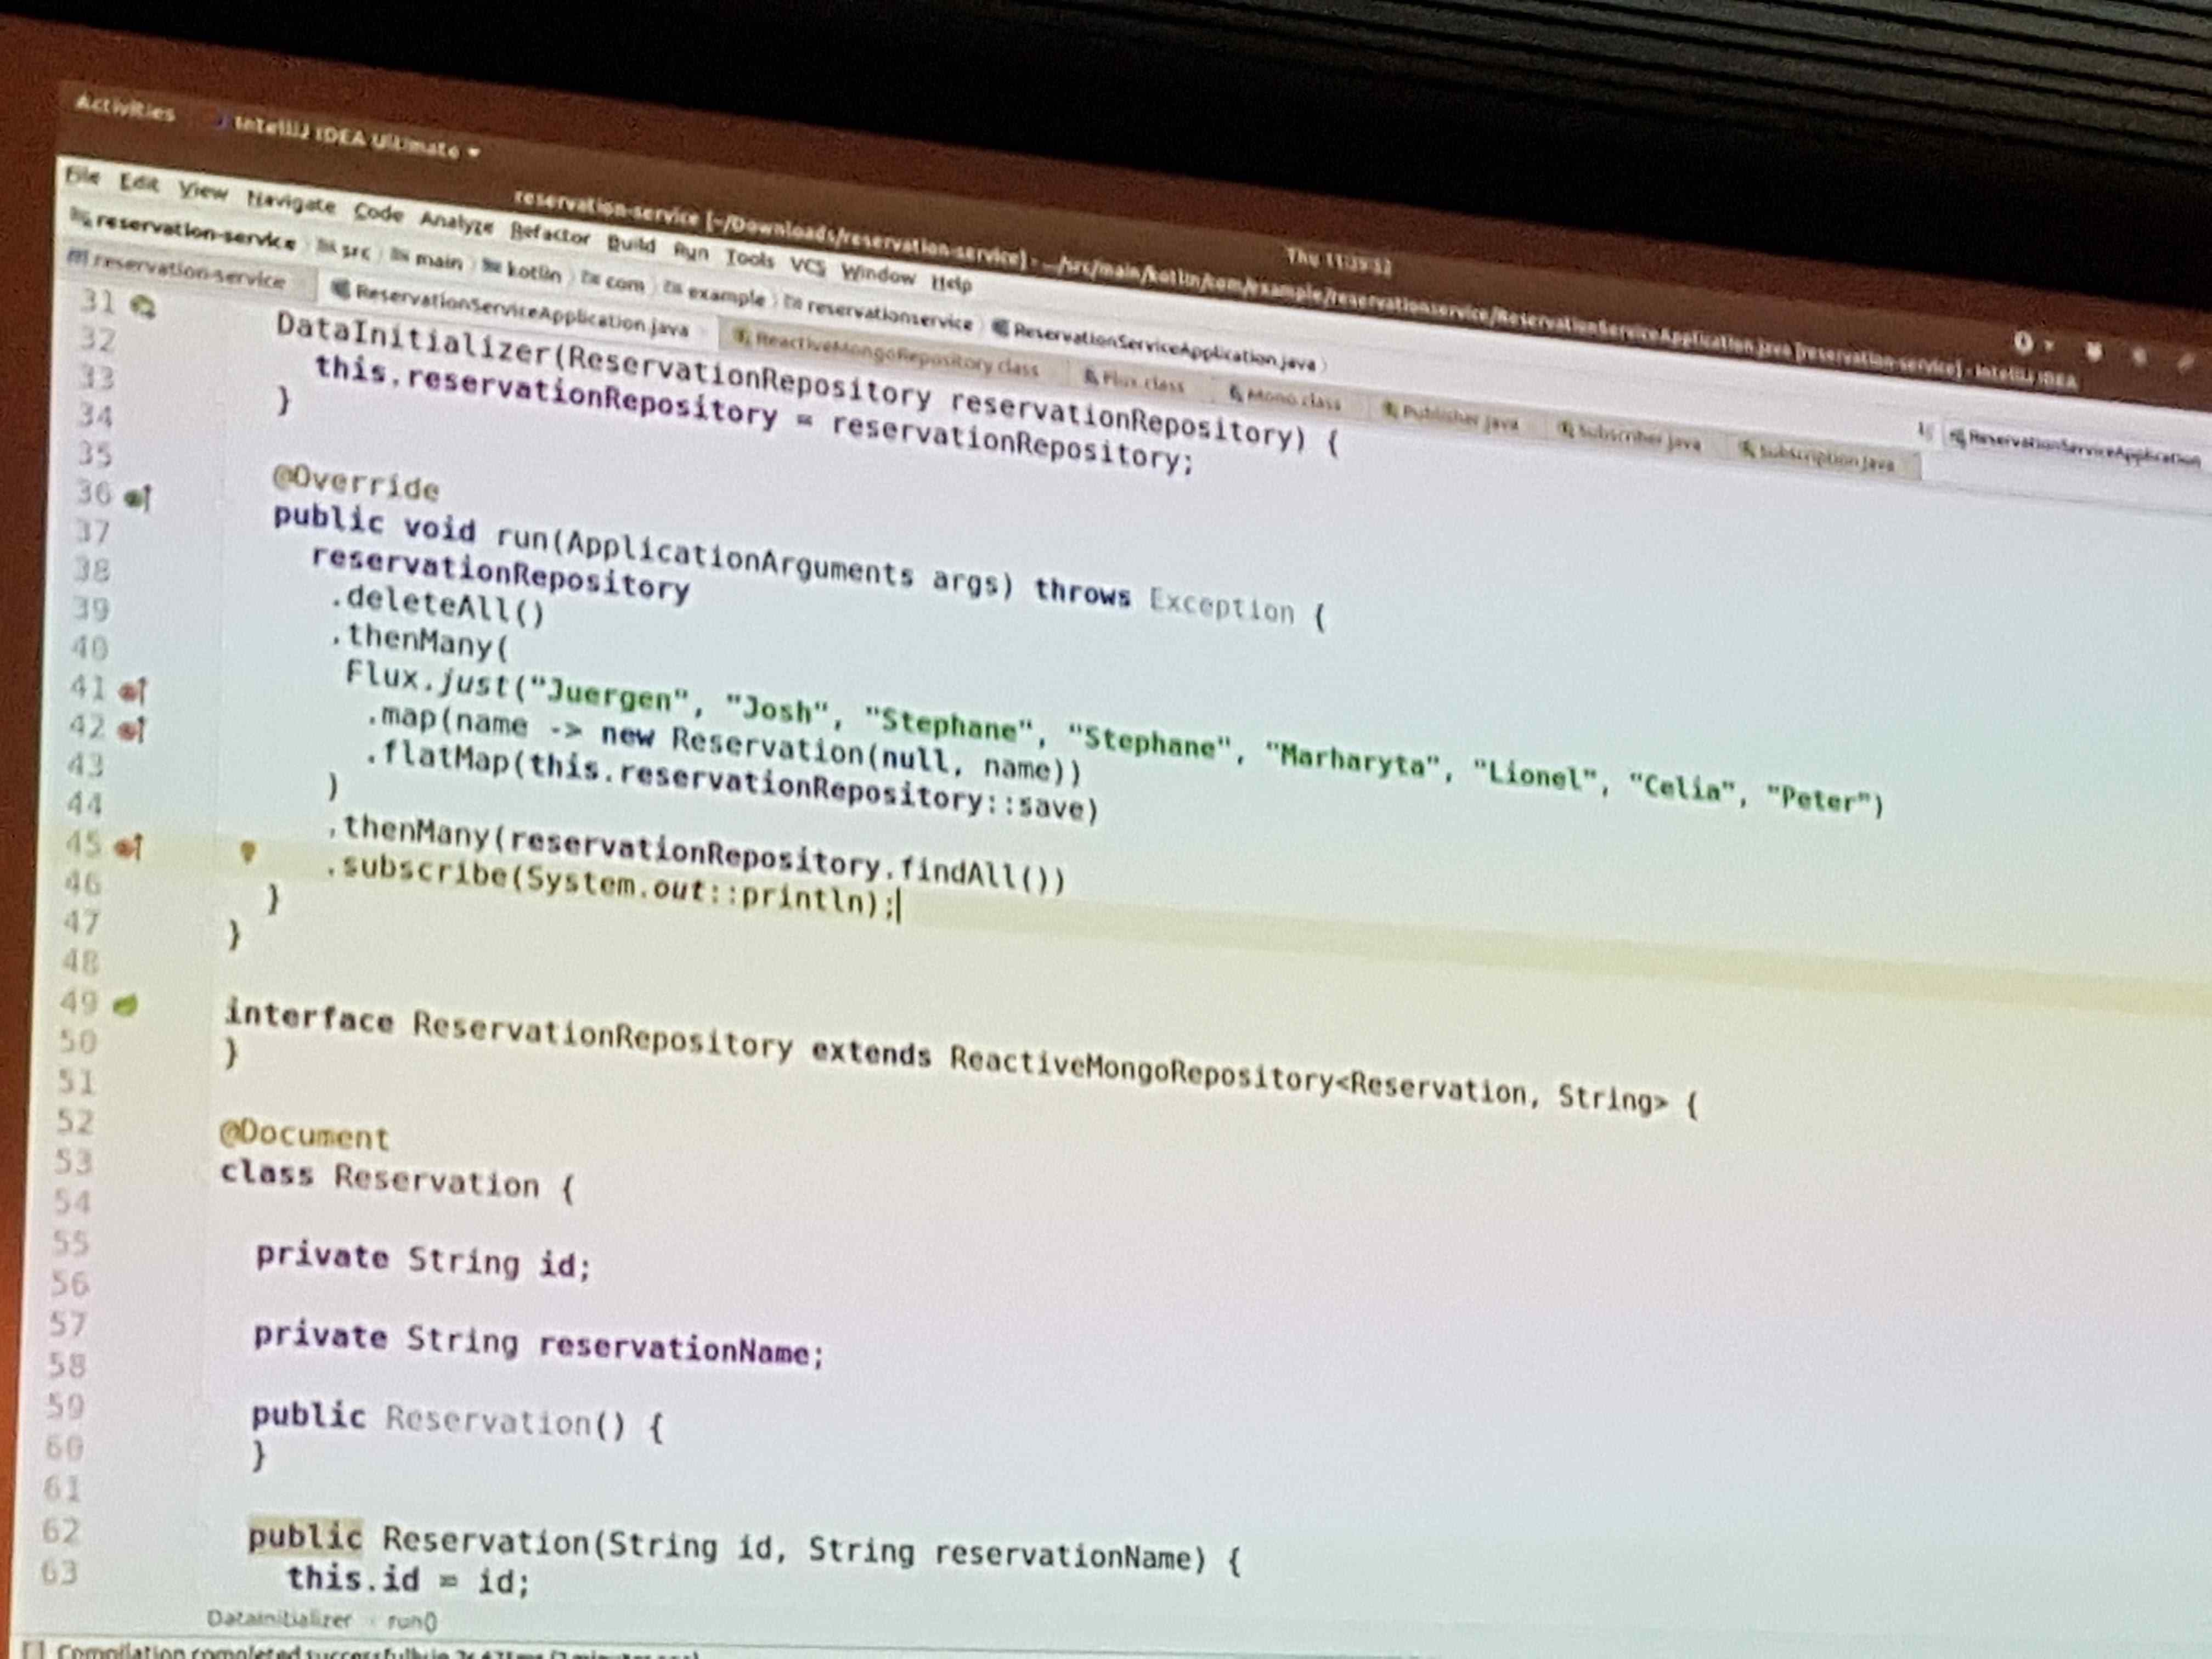 Activities IntelliJ IDEA Ultimate
Thu 11:39:52
reservation-service [~/Downloads/reservation-service] - .../src/main/kotlin/com/example/reservationservice/ReservationServiceApplication.java [reservation-service] - IntelliJ IDEA
File Edit View Navigate Code Analyze Refactor Build Run Tools VCS Window Help
reservation-service src main kotlin com example reservationservice ReservationServiceApplication.java
reservation-service ReservationServiceApplication.java ReactiveMongoRepository.class Flux.class Mono.class Publisher.java Subscriber.java Subscription.java ReservationServiceApplication
31 DataInitializer(ReservationRepository reservationRepository) {
32 this.reservationRepository = reservationRepository;
33 }
34
35 @Override
36 public void run(ApplicationArguments args) throws Exception {
37 reservationRepository
38 .deleteAll()
39 .thenMany(
40 Flux.just("Juergen", "Josh", "Stephane", "Stephane", "Marharyta", "Lionel", "Celia", "Peter")
41 .map(name -> new Reservation(null, name))
42 .flatMap(this.reservationRepository::save)
43 )
44 .thenMany(reservationRepository.findAll())
45 .subscribe(System.out::println);
46 }
47 }
48
49 interface ReservationRepository extends ReactiveMongoRepository<Reservation, String> {
50 }
51
52 @Document
53 class Reservation {
54
55 private String id;
56
57 private String reservationName;
58
59 public Reservation() {
60 }
61
62 public Reservation(String id, String reservationName) {
63 this.id = id;
DataInitializer run()
Compilation completed successfully in